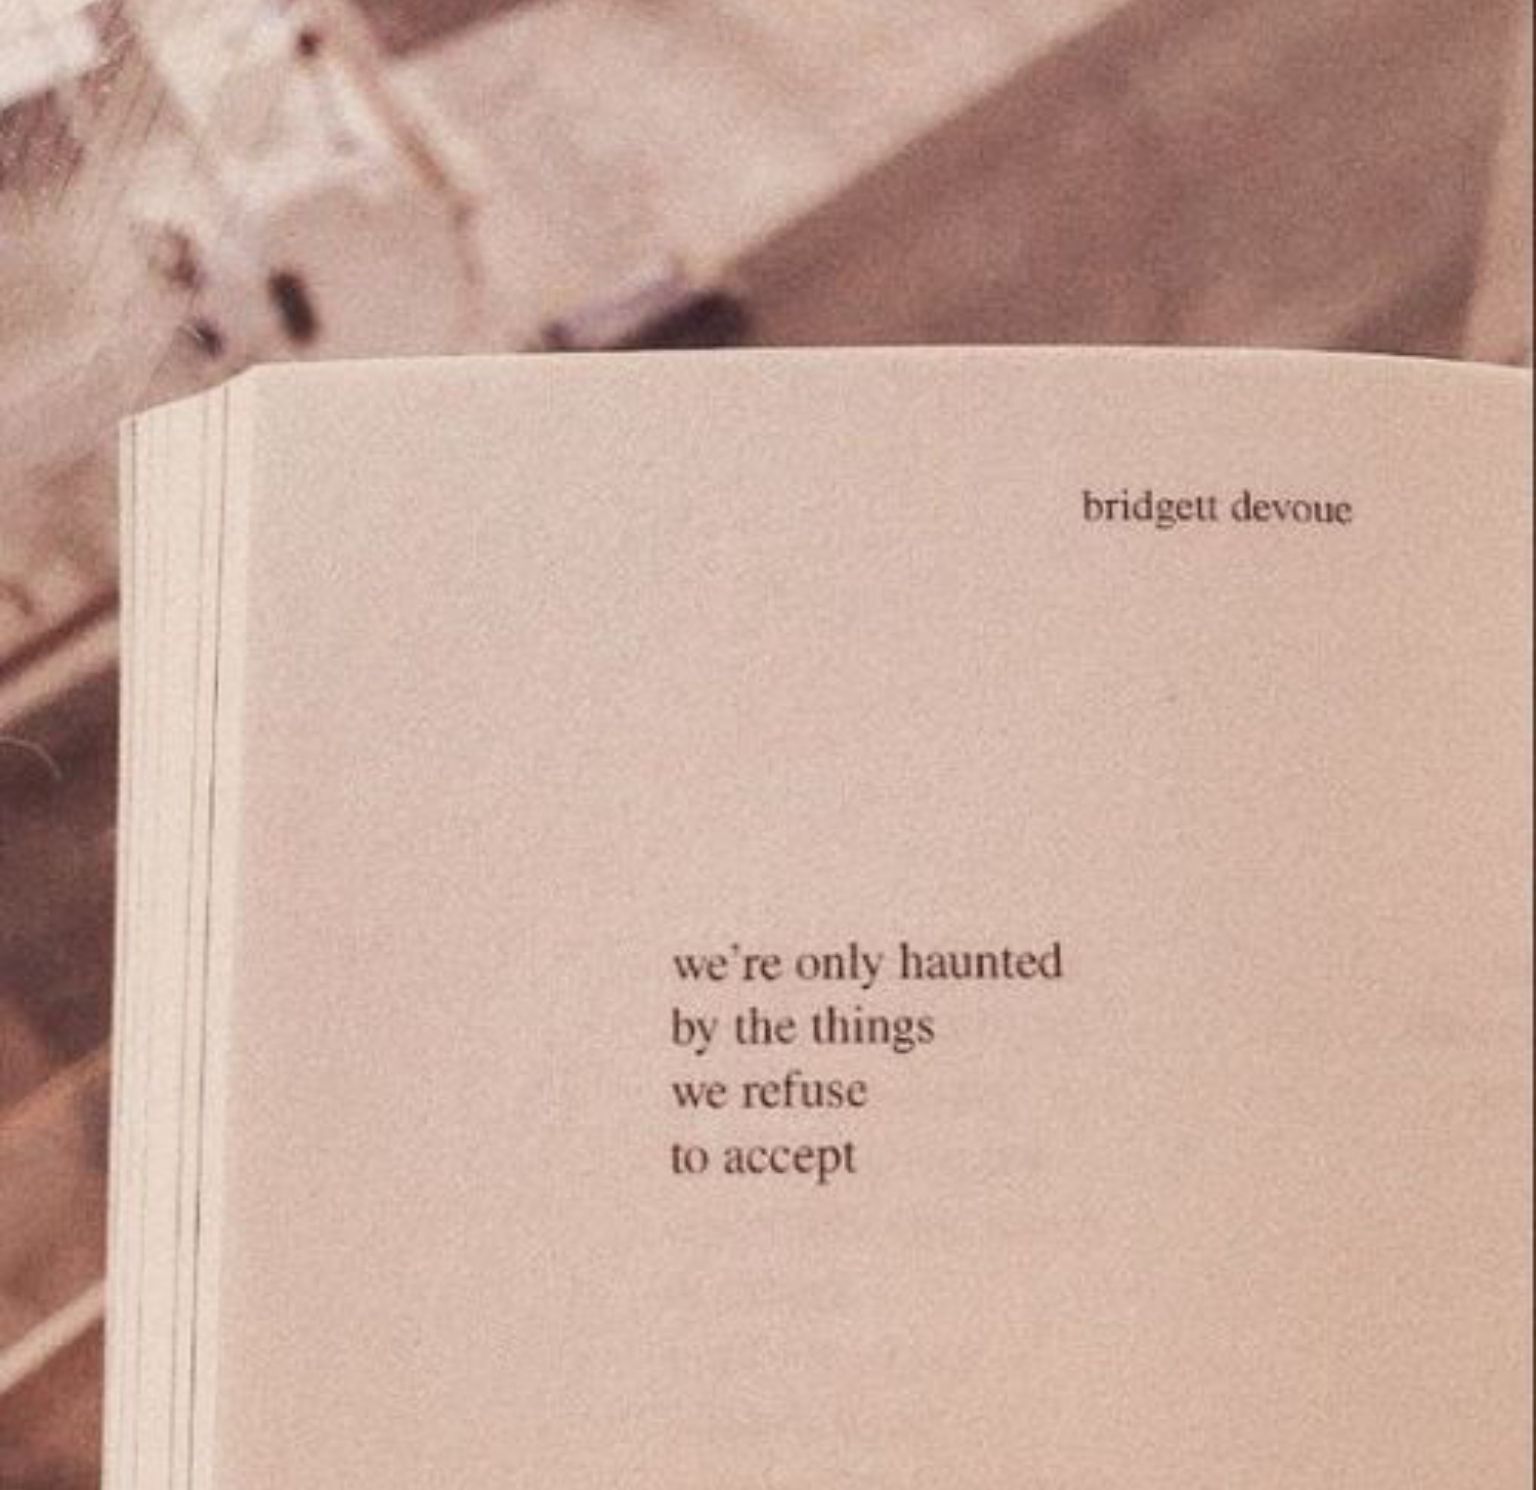 bridgett devoue
we're only haunted
by the things
we refuse
to accept